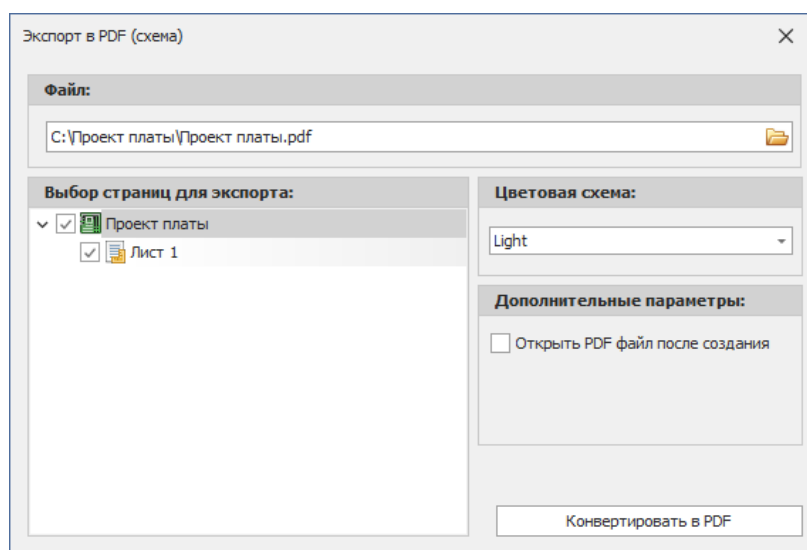 Экспорт в PDF (схема)
Файл:
C:\Проект платы\Проект платы.pdf
Выбор страниц для экспорта:
Проект платы
Лист 1
Цветовая схема:
Light
Дополнительные параметры:
Открыть PDF файл после создания
Конвертировать в PDF